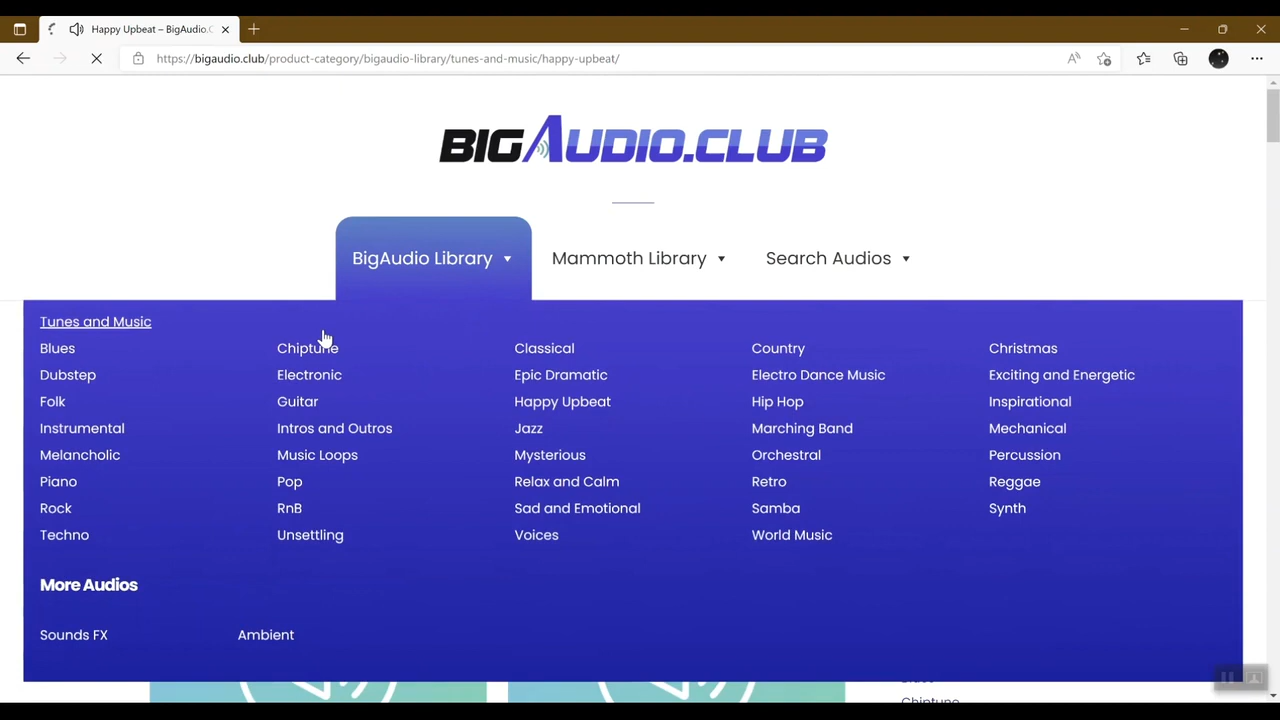 Happy Upbeat – BigAudio.C
https://bigaudio.club/product-category/bigaudio-library/tunes-and-music/happy-upbeat/
BIGAUDIO.CLUB
BigAudio Library Mammoth Library Search Audios
Tunes and Music
Blues Chiptune Classical Country Christmas
Dubstep Electronic Epic Dramatic Electro Dance Music Exciting and Energetic
Folk Guitar Happy Upbeat Hip Hop Inspirational
Instrumental Intros and Outros Jazz Marching Band Mechanical
Melancholic Music Loops Mysterious Orchestral Percussion
Piano Pop Relax and Calm Retro Reggae
Rock RnB Sad and Emotional Samba Synth
Techno Unsettling Voices World Music
More Audios
Sounds FX Ambient
Chiptune